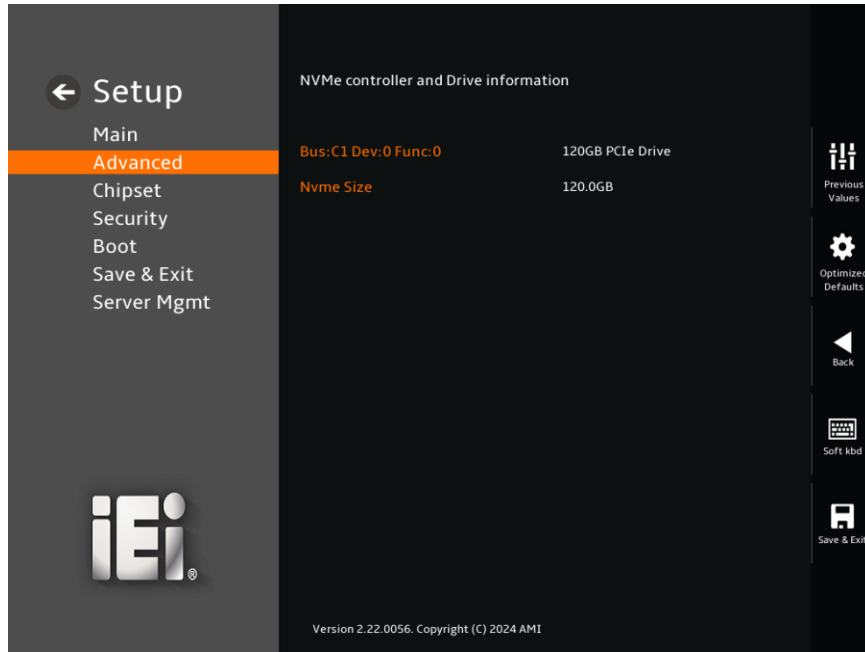 Setup
Main
Advanced
Chipset
Security
Boot
Save & Exit
Server Mgmt
iEi®
NVMe controller and Drive information
Bus:C1 Dev:0 Func:0 120GB PCIe Drive
Nvme Size 120.0GB
Version 2.22.0056. Copyright (C) 2024 AMI
Previous
Values
Optimized
Defaults
Back
Soft kbd
Save & Exit